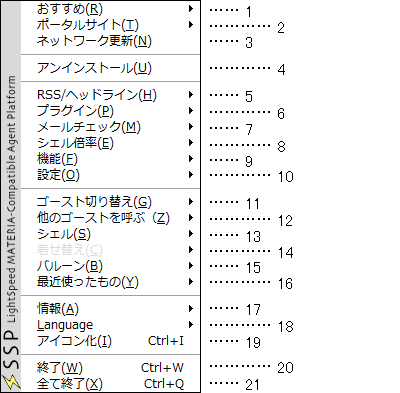 おすすめ(R) ······ 1
ポータルサイト(T) ········· 2
ネットワーク更新(N) ······ 3
アンインストール(U) ········· 4
RSS/ヘッドライン(H) ······ 5
プラグイン(P) ········· 6
メールチェック(M) ······ 7
シェル倍率(E) ········· 8
機能(F) ······ 9
設定(O) ········· 10
ゴースト切り替え(G) ······ 11
他のゴーストを呼ぶ(Z) ········· 12
シェル(S) ······ 13
着せ替え(C) ········· 14
バルーン(B) ······ 15
最近使ったもの(Y) ········· 16
情報(A) ······ 17
Language ········· 18
アイコン化(I) Ctrl+I ······ 19
終了(W) Ctrl+W ········· 20
全て終了(X) Ctrl+Q ······ 21
SSP LightSpeed MATERIA-Compatible Agent Platform